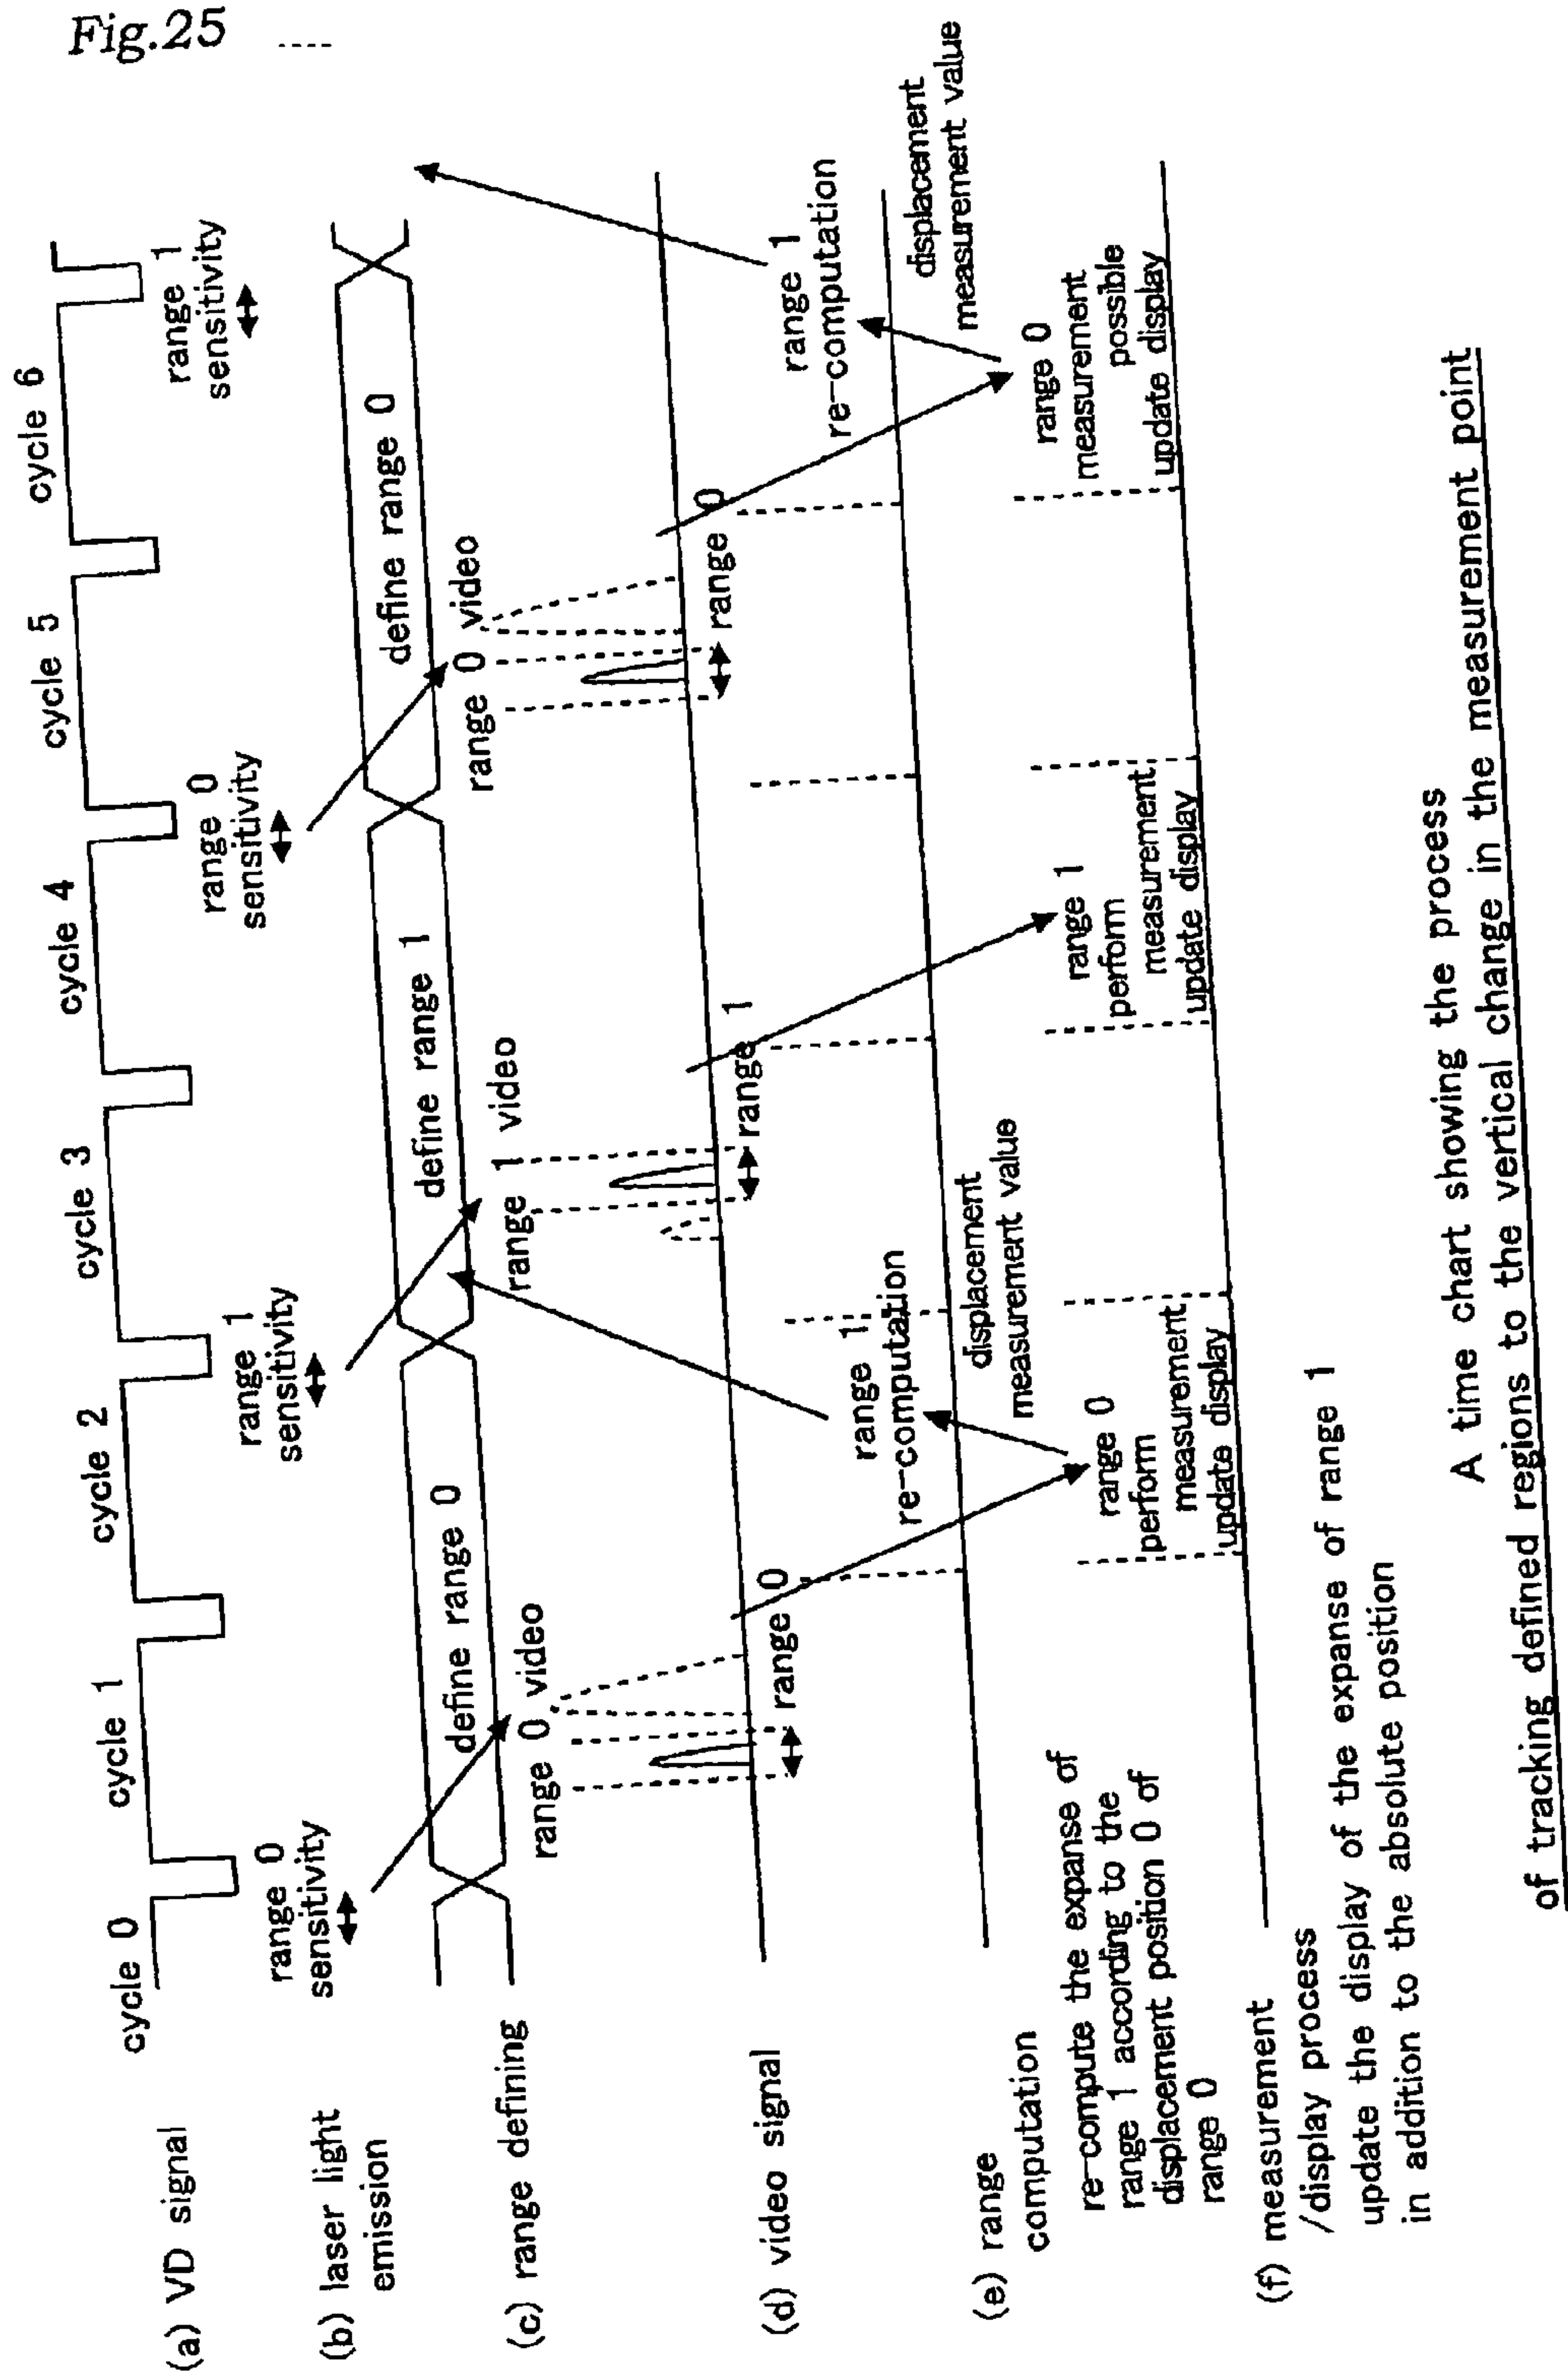 Fig.25
cycle 0
cycle 1
cycle 2
cycle 3
cycle 4
cycle 5
cycle 6
(a) VD signal
range 0
sensitivity
range 1
sensitivity
range 0
sensitivity
range 1
sensitivity
(b) laser light
emission
define range 0
define range 1
define range 0
(c) range defining
range 0 video
range 1 video
range 0 video
(d) video signal
range 0
range 1
range 0
range 1
re-computation
range 1
re-computation
(e) range
computation
displacement
measurement value
displacement
measurement value
re-compute the expanse of
range 1 according to the
displacement position 0 of
range 0
range 0
perform
measurement
update display
range 1
perform
measurement
update display
range 0
measurement
possible
update display
(f) measurement
/display process
update the display of the expanse of range 1
in addition to the absolute position
A time chart showing the process
of tracking defined regions to the vertical change in the measurement point